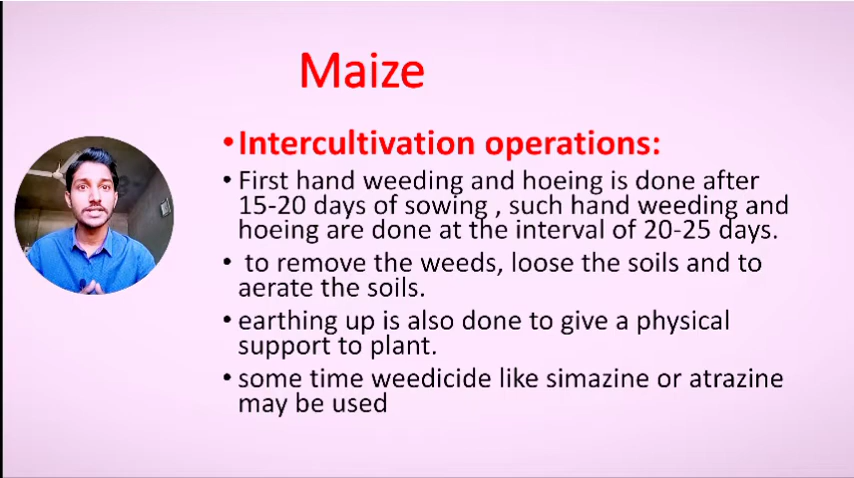 Maize
•Intercultivation operations:
• First hand weeding and hoeing is done after
15-20 days of sowing , such hand weeding and
hoeing are done at the interval of 20-25 days.
• to remove the weeds, loose the soils and to
aerate the soils.
• earthing up is also done to give a physical
support to plant.
• some time weedicide like simazine or atrazine
may be used